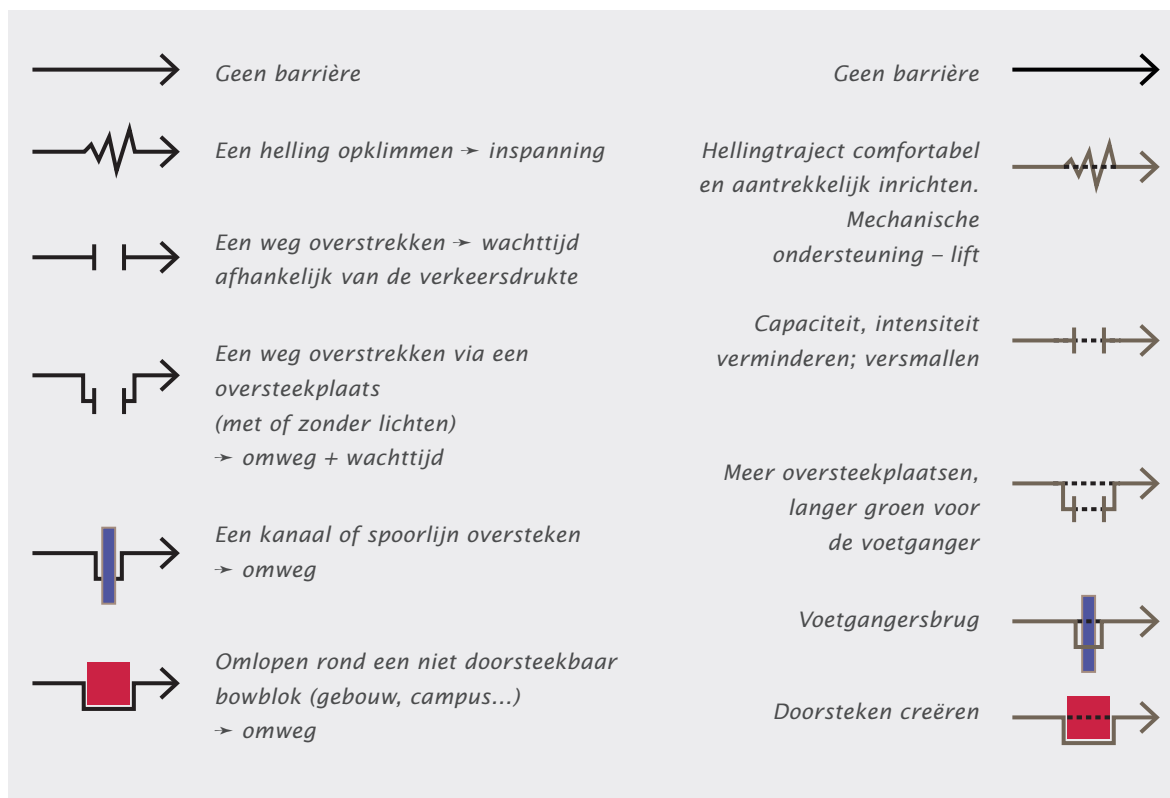 Geen barrière
Een helling opklimmen → inspanning
Een weg overstrekken → wachttijd
afhankelijk van de verkeersdrukte
Een weg overstrekken via een
oversteekplaats
(met of zonder lichten)
→ omweg + wachttijd
Een kanaal of spoorlijn oversteken
→ omweg
Omlopen rond een niet doorsteekbaar
bowblok (gebouw, campus...)
→ omweg
Geen barrière
Hellingtraject comfortabel
en aantrekkelijk inrichten.
Mechanische
ondersteuning – lift
Capaciteit, intensiteit
verminderen; versmallen
Meer oversteekplaatsen,
langer groen voor
de voetganger
Voetgangersbrug
Doorsteken creëren